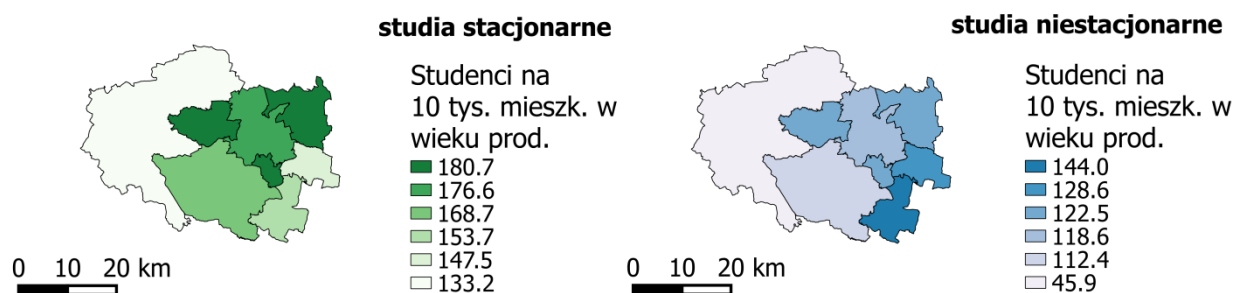 studia stacjonarne
Studenci na
10 tys. mieszk. w
wieku prod.
180.7
176.6
168.7
153.7
147.5
133.2
0 10 20 km
studia niestacjonarne
Studenci na
10 tys. mieszk. w
wieku prod.
144.0
128.6
122.5
118.6
112.4
45.9
0 10 20 km